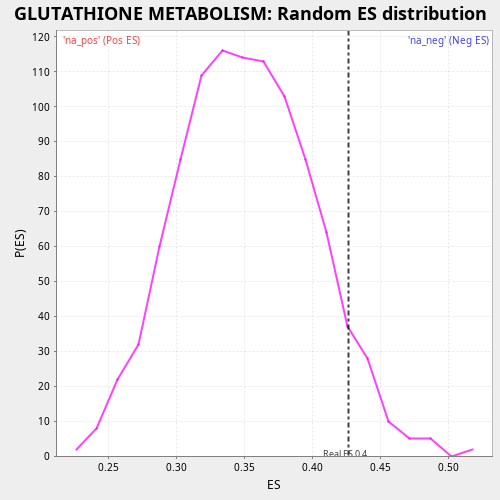 GLUTATHIONE METABOLISM: Random ES distribution
'na_pos' (Pos ES)
'na_neg' (Neg ES)
P(ES)
120
110
100
90
80
70
60
50
40
30
20
10
0
Real ES 0.4
0.25 0.30 0.35 0.40 0.45 0.50
ES